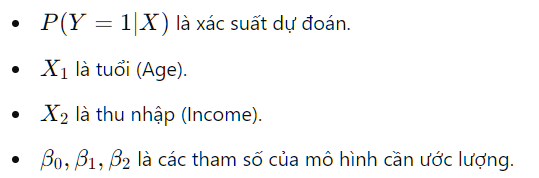 • P(Y = 1|X) là xác suất dự đoán.
• X₁ là tuổi (Age).
• X₂ là thu nhập (Income).
• β₀, β₁, β₂ là các tham số của mô hình cần ước lượng.